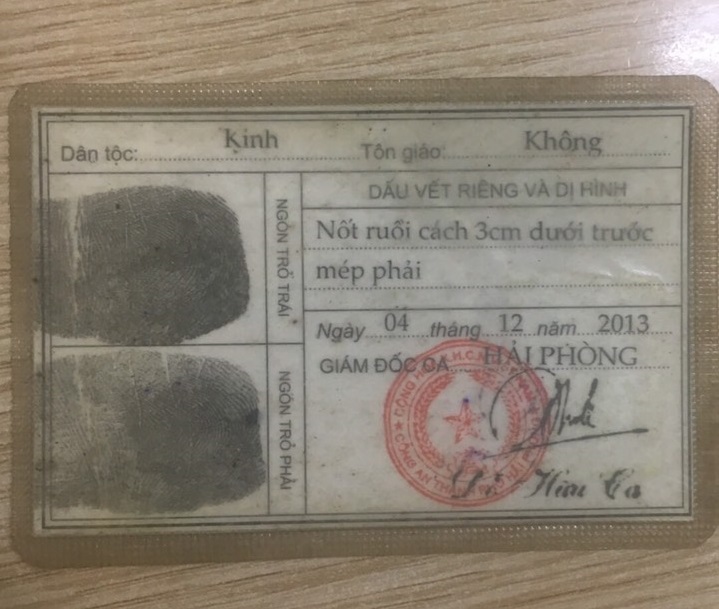 Dân tộc: Kinh Tôn giáo: Không
NGÓN TRỎ TRÁI
NGÓN TRỎ PHẢI
DẤU VẾT RIÊNG VÀ DỊ HÌNH
Nốt ruồi cách 3cm dưới trước
mép phải
Ngày 04 tháng 12 năm 2013
GIÁM ĐỐC CA HẢI PHÒNG